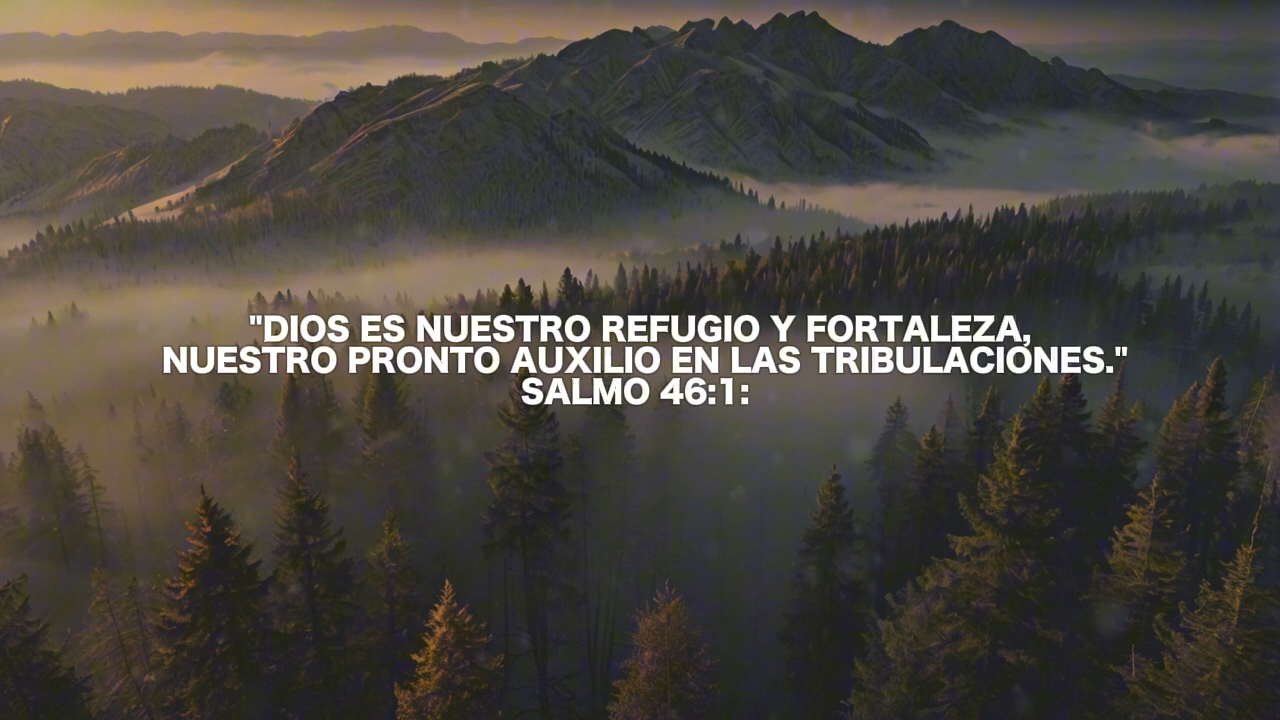 "DIOS ES NUESTRO REFUGIO Y FORTALEZA,
NUESTRO PRONTO AUXILIO EN LAS TRIBULACIONES."
SALMO 46:1: